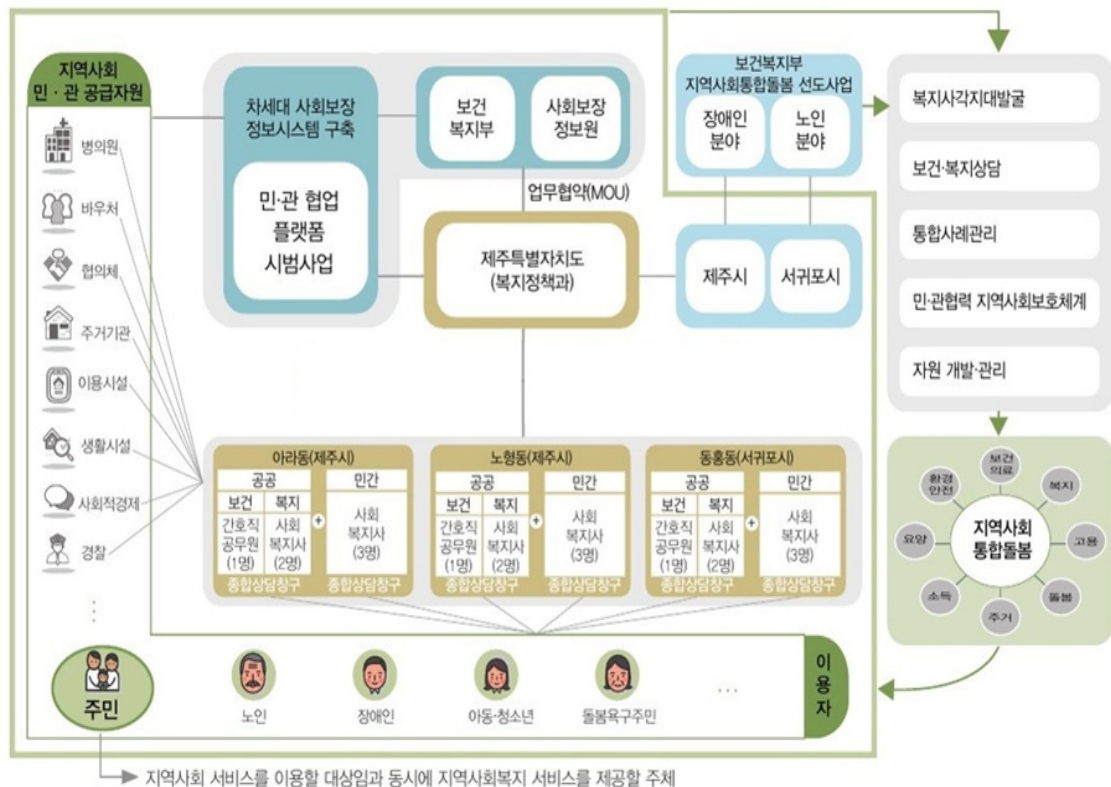 지역사회
민·관 공급자원
병의원
바우처
협의체
주거기관
이용시설
생활시설
사회적경제
경찰
⋮
차세대 사회보장
정보시스템 구축
민·관 협업
플랫폼
시범사업
보건
복지부
사회보장
정보원
업무협약(MOU)
제주특별자치도
(복지정책과)
보건복지부
지역사회통합돌봄 선도사업
장애인
분야
노인
분야
제주시
서귀포시
복지사각지대발굴
보건·복지상담
통합사례관리
민·관협력 지역사회보호체계
자원 개발·관리
아라동(제주시)
공공
민간
보건
복지
간호직
공무원
(1명)
사회
복지사
(2명)
+
사회
복지사
(3명)
종합상담창구
종합상담창구
노형동(제주시)
공공
민간
보건
복지
간호직
공무원
(1명)
사회
복지사
(2명)
+
사회
복지사
(3명)
종합상담창구
종합상담창구
동홍동(서귀포시)
공공
민간
보건
복지
간호직
공무원
(1명)
사회
복지사
(2명)
+
사회
복지사
(3명)
종합상담창구
종합상담창구
지역사회
통합돌봄
보건
의료
복지
고용
돌봄
주거
소득
요양
환경
안전
주민
노인
장애인
아동·청소년
돌봄욕구주민
...
이용자
지역사회 서비스를 이용할 대상임과 동시에 지역사회복지 서비스를 제공할 주체